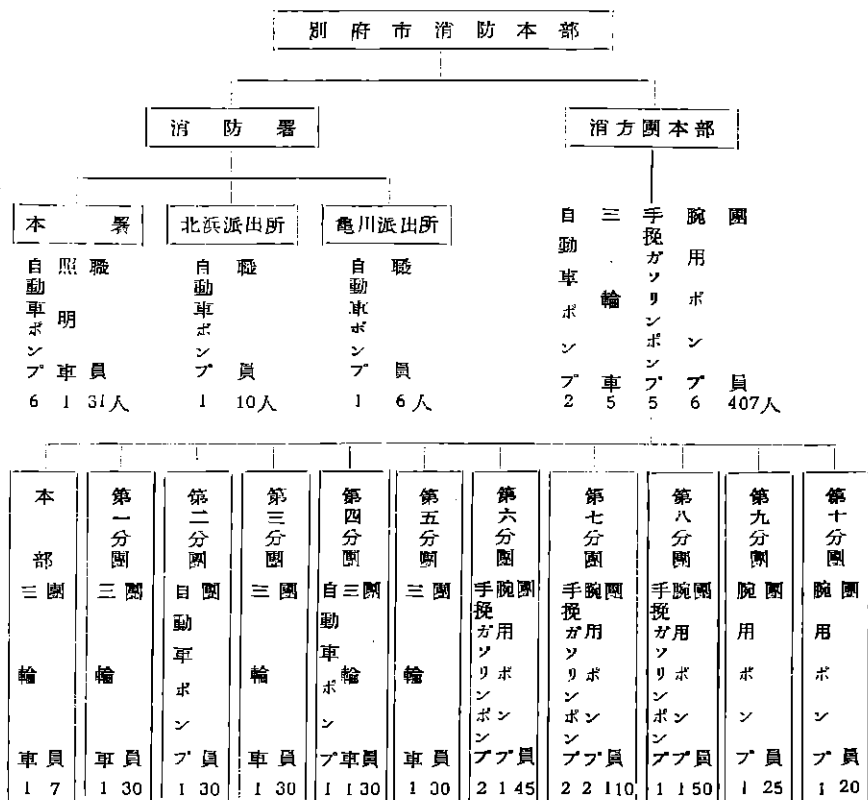 別府市消防本部
消防署
消方團本部
本署
自動車ポンプ 6
照明車 1
職員 31人
北浜派出所
自動車ポンプ 1
職員 10人
亀川派出所
自動車ポンプ 1
職員 6人
自動車ポンプ 2
三輪車 5
手挽ガソリンポンプ 5
腕用ポンプ 6
團員 407人
本部
三輪車 1
團員 7
第一分團
三輪車 1
團員 30
第二分團
自動車ポンプ 1
團員 30
第三分團
三輪車 1
團員 30
第四分團
自動車ポンプ 1
三輪車 1
團員 30
第五分團
三輪車 1
團員 30
第六分團
手挽ガソリンポンプ 2
腕用ポンプ 1
團員 45
第七分團
手挽ガソリンポンプ 2
腕用ポンプ 2
團員 110
第八分團
手挽ガソリンポンプ 1
腕用ポンプ 1
團員 50
第九分團
腕用ポンプ 1
團員 25
第十分團
腕用ポンプ 1
團員 20